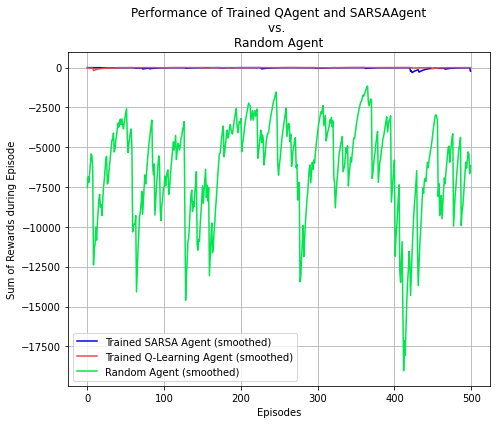 Performance of Trained QAgent and SARSAAgent
vs.
Random Agent
Sum of Rewards during Episode
0
−2500
−5000
−7500
−10000
−12500
−15000
−17500
Trained SARSA Agent (smoothed)
Trained Q-Learning Agent (smoothed)
Random Agent (smoothed)
0 100 200 300 400 500
Episodes